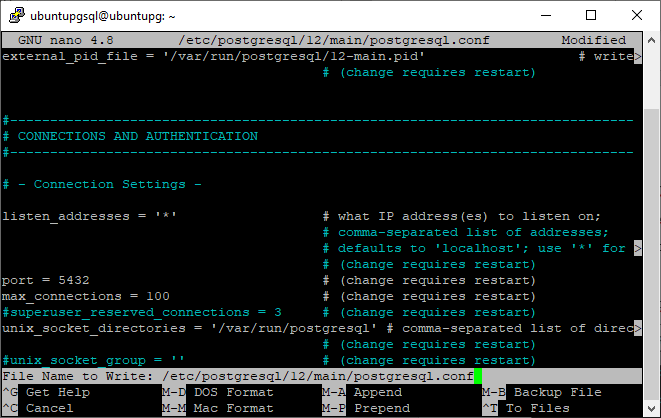 ubuntupgsql@ubuntupg: ~
GNU nano 4.8 /etc/postgresql/12/main/postgresql.conf Modified
external_pid_file = '/var/run/postgresql/12-main.pid' # write>
# (change requires restart)
#------------------------------------------------------------------------------
# CONNECTIONS AND AUTHENTICATION
#------------------------------------------------------------------------------
# - Connection Settings -
listen_addresses = '*' # what IP address(es) to listen on;
# comma-separated list of addresses;
# defaults to 'localhost'; use '*' for >
# (change requires restart)
port = 5432 # (change requires restart)
max_connections = 100 # (change requires restart)
#superuser_reserved_connections = 3 # (change requires restart)
unix_socket_directories = '/var/run/postgresql' # comma-separated list of direc>
# (change requires restart)
#unix_socket_group = '' # (change requires restart)
File Name to Write: /etc/postgresql/12/main/postgresql.conf
^G Get Help M-D DOS Format M-A Append M-B Backup File
^C Cancel M-M Mac Format M-P Prepend ^T To Files